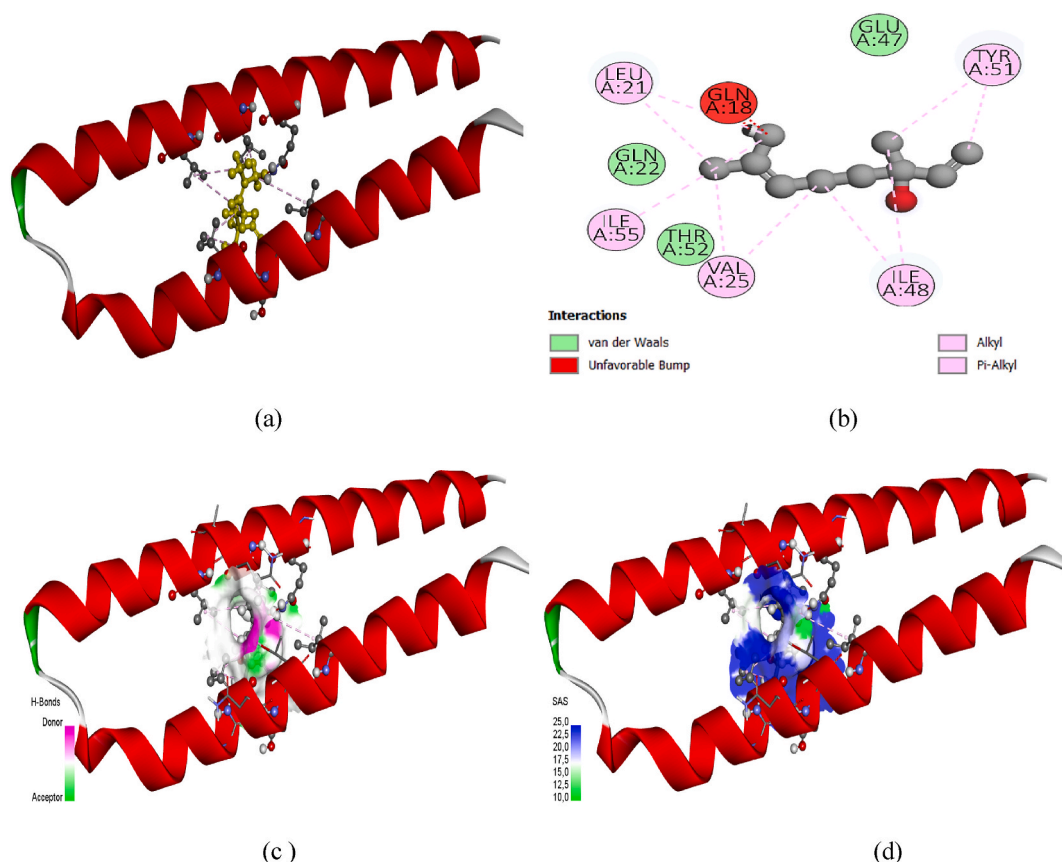 GLU
A:47
TYR
A:51
LEU
A:21
GLN
A:18
GLN
A:22
ILE
A:55
THR
A:52
VAL
A:25
ILE
A:48
Interactions
van der Waals
Unfavorable Bump
Alkyl
Pi-Alkyl
(a)
(b)
H-Bonds
Donor
Acceptor
SAS
25,0
22,5
20,0
17,5
15,0
12,5
10,0
(c )
(d)